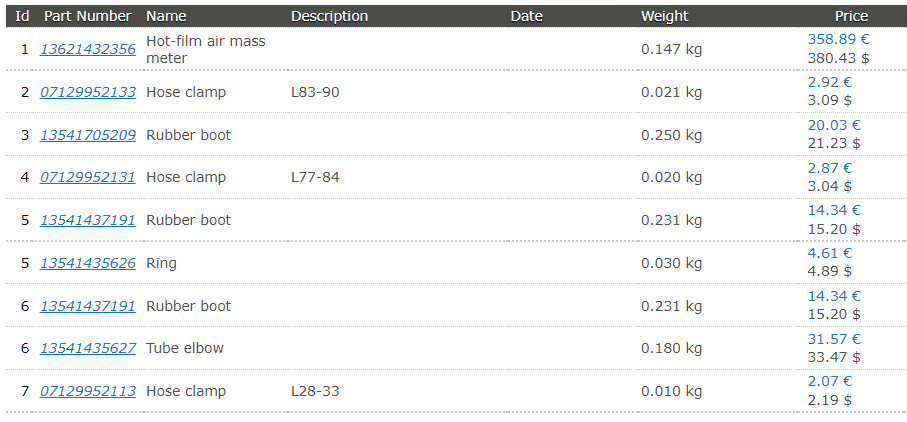 Id Part Number Name Description Date Weight Price
1 13621432356 Hot-film air mass meter 0.147 kg 358.89 € 380.43 $
2 07129952133 Hose clamp L83-90 0.021 kg 2.92 € 3.09 $
3 13541705209 Rubber boot 0.250 kg 20.03 € 21.23 $
4 07129952131 Hose clamp L77-84 0.020 kg 2.87 € 3.04 $
5 13541437191 Rubber boot 0.231 kg 14.34 € 15.20 $
5 13541435626 Ring 0.030 kg 4.61 € 4.89 $
6 13541437191 Rubber boot 0.231 kg 14.34 € 15.20 $
6 13541435627 Tube elbow 0.180 kg 31.57 € 33.47 $
7 07129952113 Hose clamp L28-33 0.010 kg 2.07 € 2.19 $